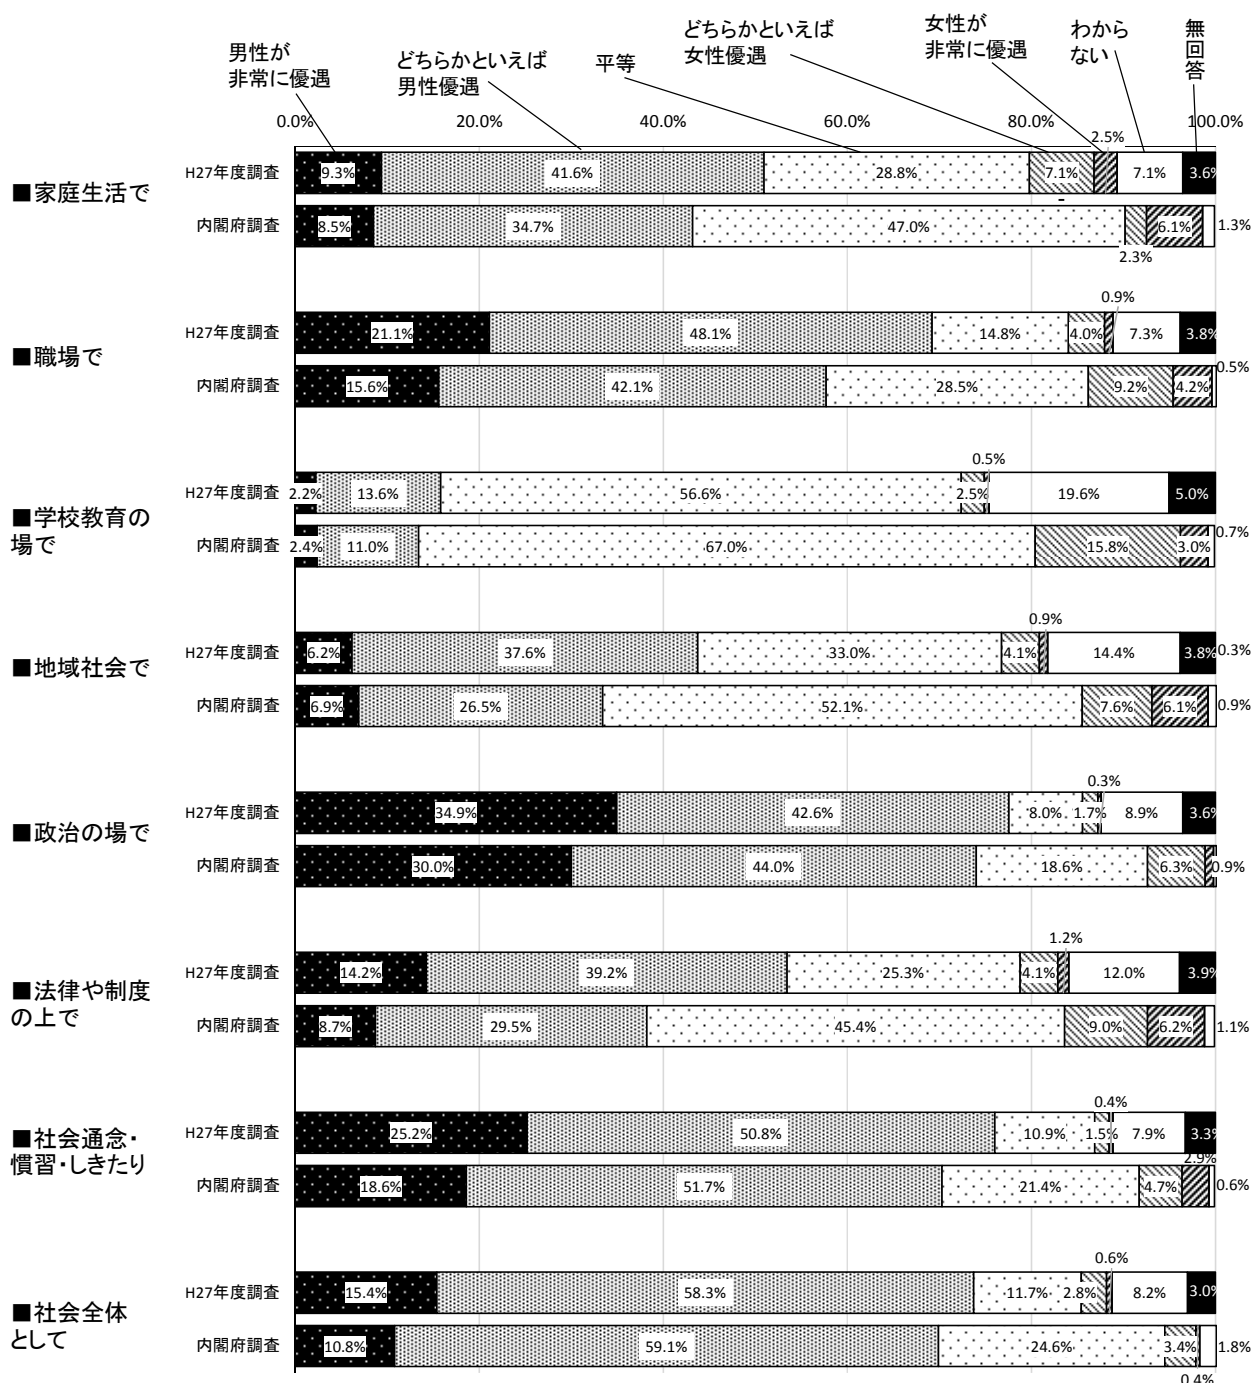 男性が
非常に優遇
どちらかといえば
男性優遇
平等
どちらかといえば
女性優遇
女性が
非常に優遇
わから
ない
無回答
0.0% 20.0% 40.0% 60.0% 80.0% 100.0%
■家庭生活で
H27年度調査 9.3% 41.6% 28.8% 7.1% 2.5% 7.1% 3.6%
内閣府調査 8.5% 34.7% 47.0% 2.3% 6.1% 1.3%
■職場で
H27年度調査 21.1% 48.1% 14.8% 4.0% 0.9% 7.3% 3.8%
内閣府調査 15.6% 42.1% 28.5% 9.2% 4.2% 0.5%
■学校教育の
場で
H27年度調査 2.2% 13.6% 56.6% 2.5% 0.5% 19.6% 5.0%
内閣府調査 2.4% 11.0% 67.0% 15.8% 3.0% 0.7%
■地域社会で
H27年度調査 6.2% 37.6% 33.0% 4.1% 0.9% 14.4% 3.8% 0.3%
内閣府調査 6.9% 26.5% 52.1% 7.6% 6.1% 0.9%
■政治の場で
H27年度調査 34.9% 42.6% 8.0% 1.7% 0.3% 8.9% 3.6%
内閣府調査 30.0% 44.0% 18.6% 6.3% 0.9%
■法律や制度
の上で
H27年度調査 14.2% 39.2% 25.3% 4.1% 1.2% 12.0% 3.9%
内閣府調査 8.7% 29.5% 45.4% 9.0% 6.2% 1.1%
■社会通念・
慣習・しきたり
H27年度調査 25.2% 50.8% 10.9% 1.5% 0.4% 7.9% 3.3%
内閣府調査 18.6% 51.7% 21.4% 4.7% 2.9% 0.6%
■社会全体
として
H27年度調査 15.4% 58.3% 11.7% 2.8% 0.6% 8.2% 3.0%
内閣府調査 10.8% 59.1% 24.6% 3.4% 0.4% 1.8%